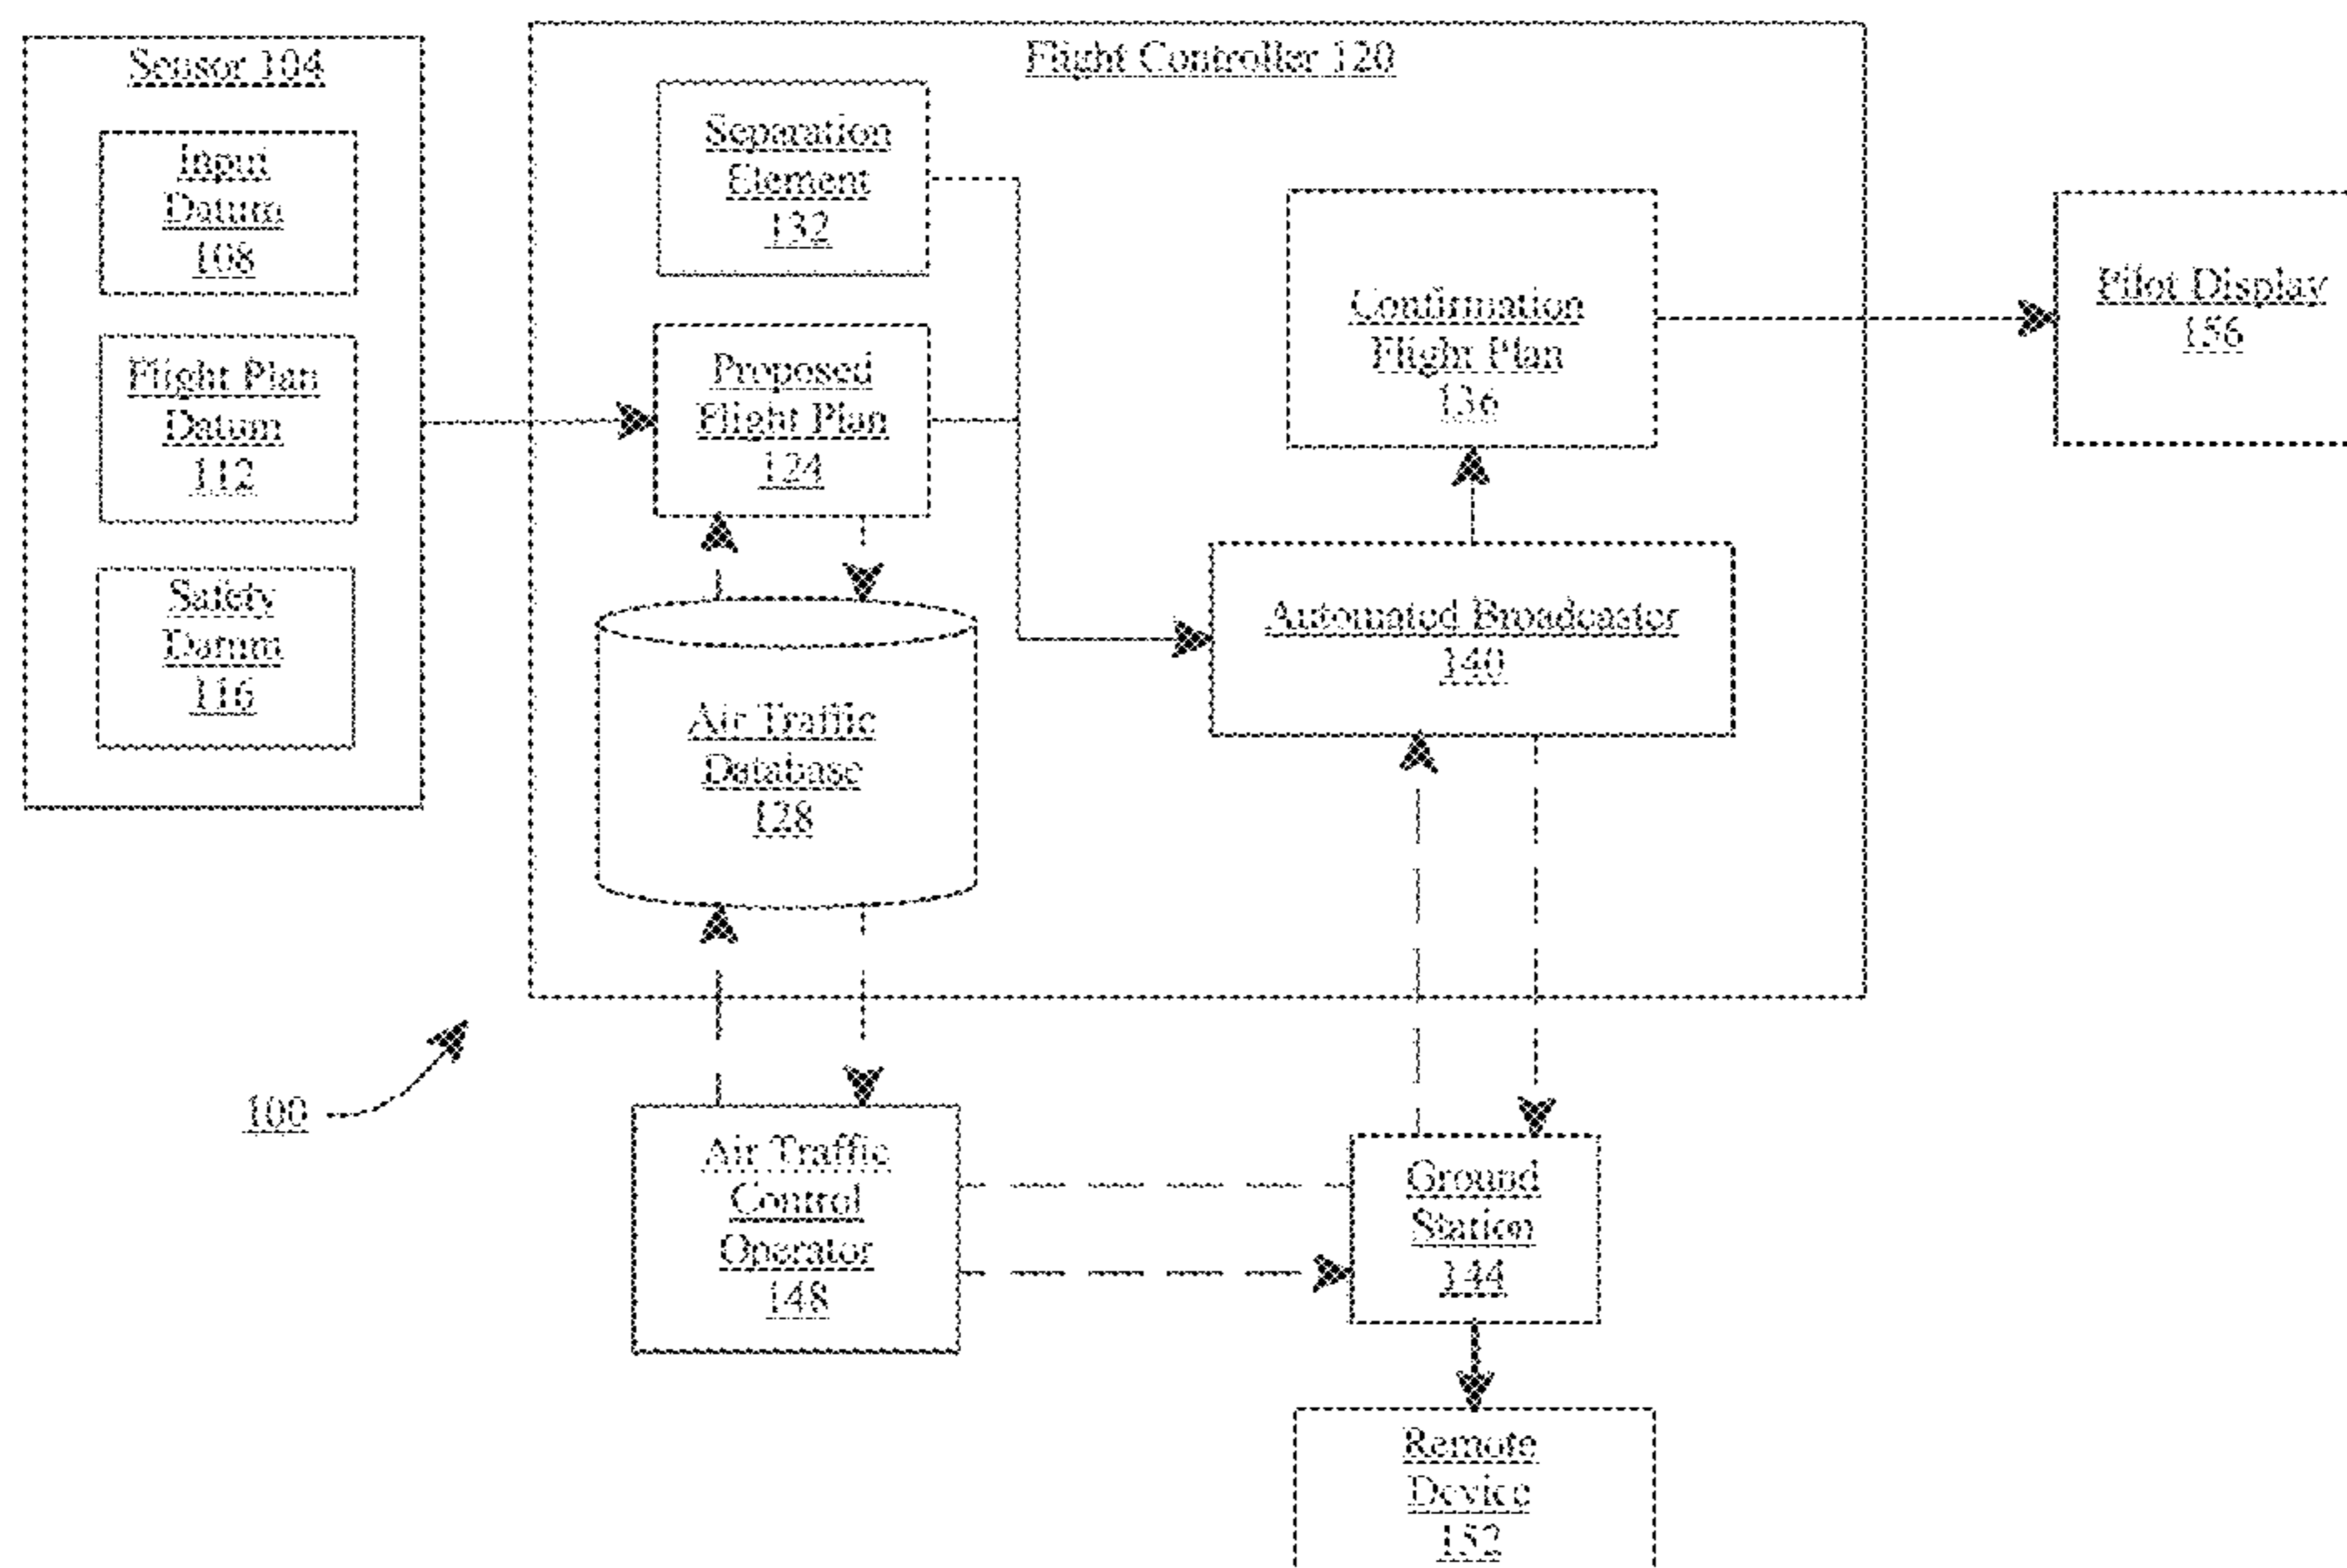 Sensor 104
Input
Datum
108
Flight Plan
Datum
112
Safety
Datum
116
Flight Controller 120
Separation
Element
132
Proposed
Flight Plan
124
Air Traffic
Database
128
Confirmation
Flight Plan
136
Automated Broadcaster
140
Pilot Display
156
100
Air Traffic
Control
Operator
148
Ground
Station
144
Remote
Device
152